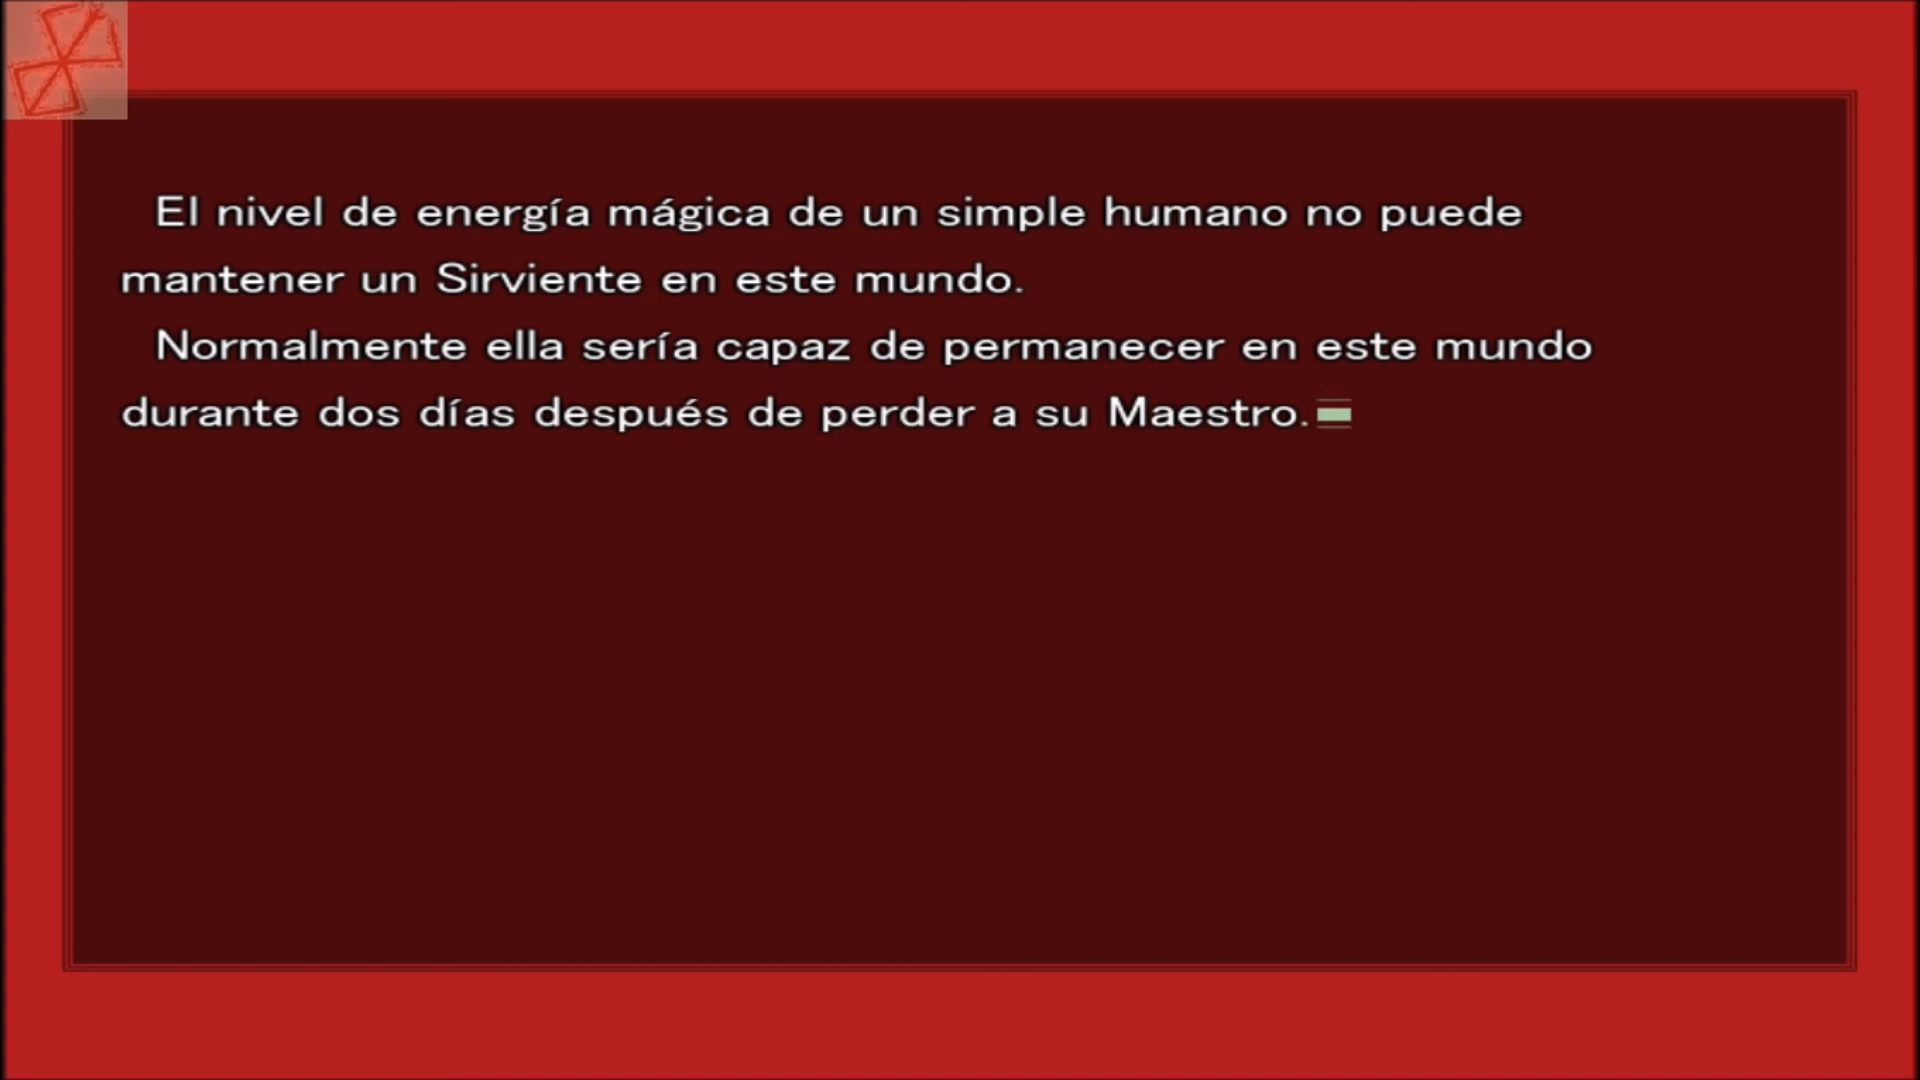 El nivel de energía mágica de un simple humano no puede
mantener un Sirviente en este mundo.
Normalmente ella sería capaz de permanecer en este mundo
durante dos días después de perder a su Maestro.